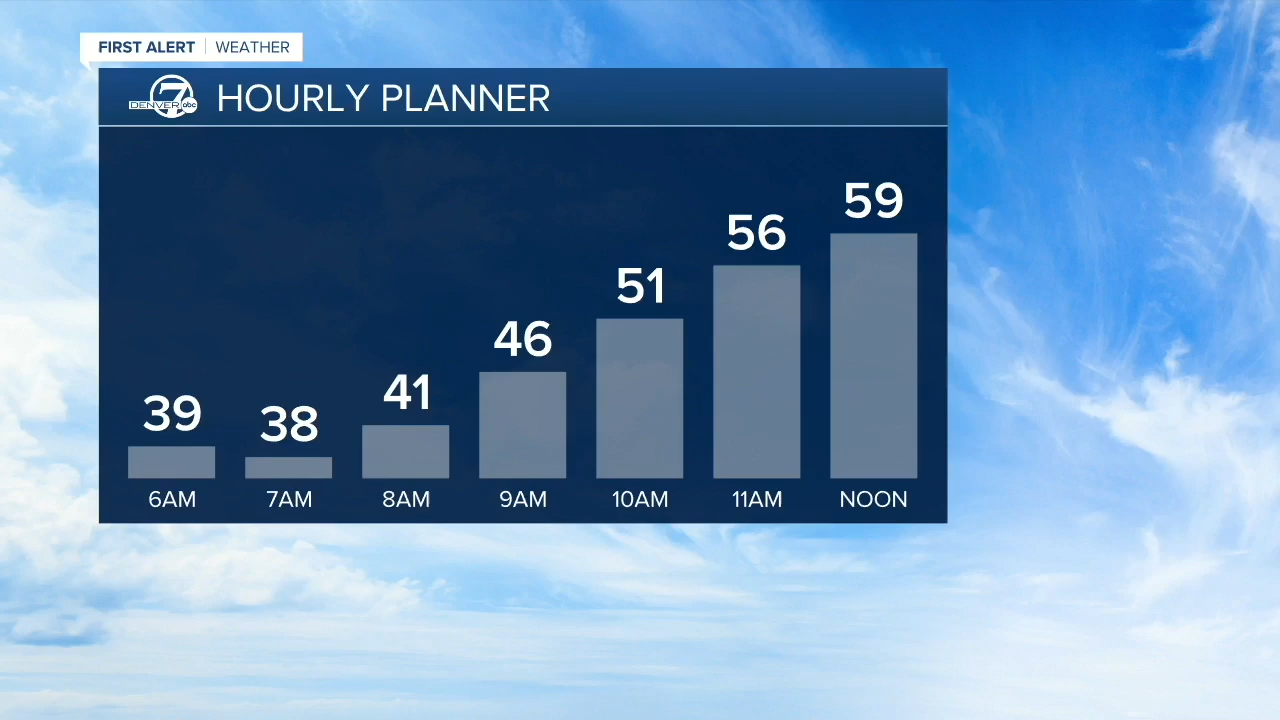 FIRST ALERT | WEATHER
DENVER 7 abc
HOURLY PLANNER
39 38 41 46 51 56 59
6AM 7AM 8AM 9AM 10AM 11AM NOON